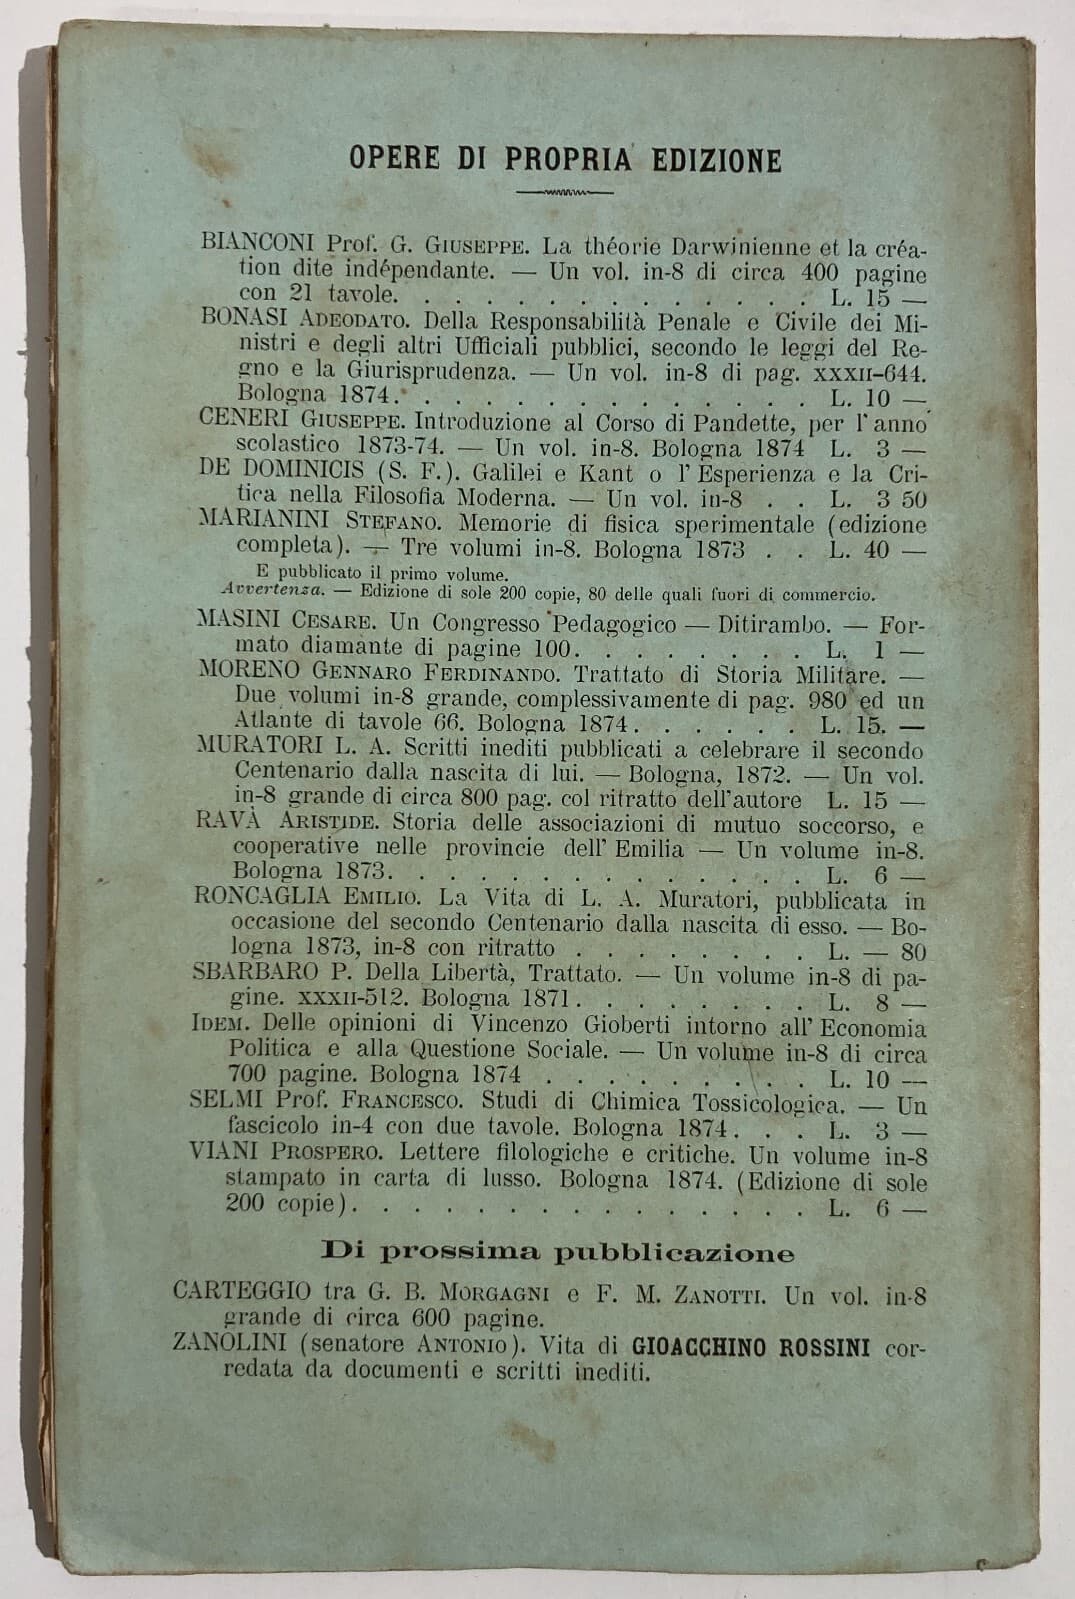 OPERE DI PROPRIA EDIZIONE
BIANCONI Prof. G. GIUSEPPE. La théorie Darwinienne et la créa-
tion dite indépendante. — Un vol. in-8 di circa 400 pagine
con 21 tavole. . . . . . . . . . . . . . . L. 15 —
BONASI ADEODATO. Della Responsabilità Penale e Civile dei Mi-
nistri e degli altri Ufficiali pubblici, secondo le leggi del Re-
gno e la Giurisprudenza. — Un vol. in-8 di pag. XXXII-644.
Bologna 1874. . . . . . . . . . . . . . . L. 10 —
CENERI GIUSEPPE. Introduzione al Corso di Pandette, per l'anno
scolastico 1873-74. — Un vol. in-8. Bologna 1874 L. 3 —
DE DOMINICIS (S. F.). Galilei e Kant o l'Esperienza e la Cri-
tica nella Filosofia Moderna. — Un vol. in-8 . . L. 3 50
MARIANINI STEFANO. Memorie di fisica sperimentale (edizione
completa). — Tre volumi in-8. Bologna 1873 . . L. 40 —
E pubblicato il primo volume.
Avvertenza. — Edizione di sole 200 copie, 80 delle quali fuori di commercio.
MASINI CESARE. Un Congresso Pedagogico — Ditirambo. — For-
mato diamante di pagine 100. . . . . . . . . L. 1 —
MORENO GENNARO FERDINANDO. Trattato di Storia Militare. —
Due volumi in-8 grande, complessivamente di pag. 980 ed un
Atlante di tavole 66. Bologna 1874. . . . . . . L. 15. —
MURATORI L. A. Scritti inediti pubblicati a celebrare il secondo
Centenario dalla nascita di lui. — Bologna, 1872. — Un vol.
in-8 grande di circa 800 pag. col ritratto dell'autore L. 15 —
RAVÀ ARISTIDE. Storia delle associazioni di mutuo soccorso, e
cooperative nelle provincie dell'Emilia — Un volume in-8.
Bologna 1873. . . . . . . . . . . . . . . L. 6 —
RONCAGLIA EMILIO. La Vita di L. A. Muratori, pubblicata in
occasione del secondo Centenario dalla nascita di esso. — Bo-
logna 1873, in-8 con ritratto . . . . . . . . . L. — 80
SBARBARO P. Della Libertà, Trattato. — Un volume in-8 di pa-
gine. XXXII-512. Bologna 1871. . . . . . . . . L. 8 —
IDEM. Delle opinioni di Vincenzo Gioberti intorno all'Economia
Politica e alla Questione Sociale. — Un volume in-8 di circa
700 pagine. Bologna 1874 . . . . . . . . . . L. 10 —
SELMI Prof. FRANCESCO. Studi di Chimica Tossicologica. — Un
fascicolo in-4 con due tavole. Bologna 1874. . . . L. 3 —
VIANI PROSPERO. Lettere filologiche e critiche. Un volume in-8
stampato in carta di lusso. Bologna 1874. (Edizione di sole
200 copie). . . . . . . . . . . . . . . . L. 6 —
Di prossima pubblicazione
CARTEGGIO tra G. B. MORGAGNI e F. M. ZANOTTI. Un vol. in-8
grande di circa 600 pagine.
ZANOLINI (senatore ANTONIO). Vita di GIOACCHINO ROSSINI cor-
redata da documenti e scritti inediti.